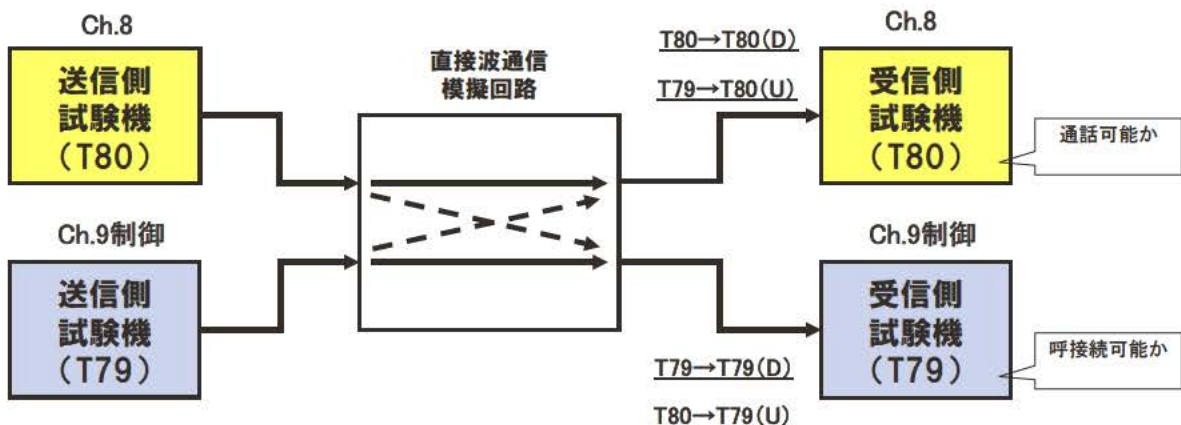 Ch.8
送信側
試験機
(T80)
Ch.9制御
送信側
試験機
(T79)
直接波通信
模擬回路
T80→T80(D)
T79→T80(U)
T79→T79(D)
T80→T79(U)
Ch.8
受信側
試験機
(T80)
通話可能か
Ch.9制御
受信側
試験機
(T79)
呼接続可能か